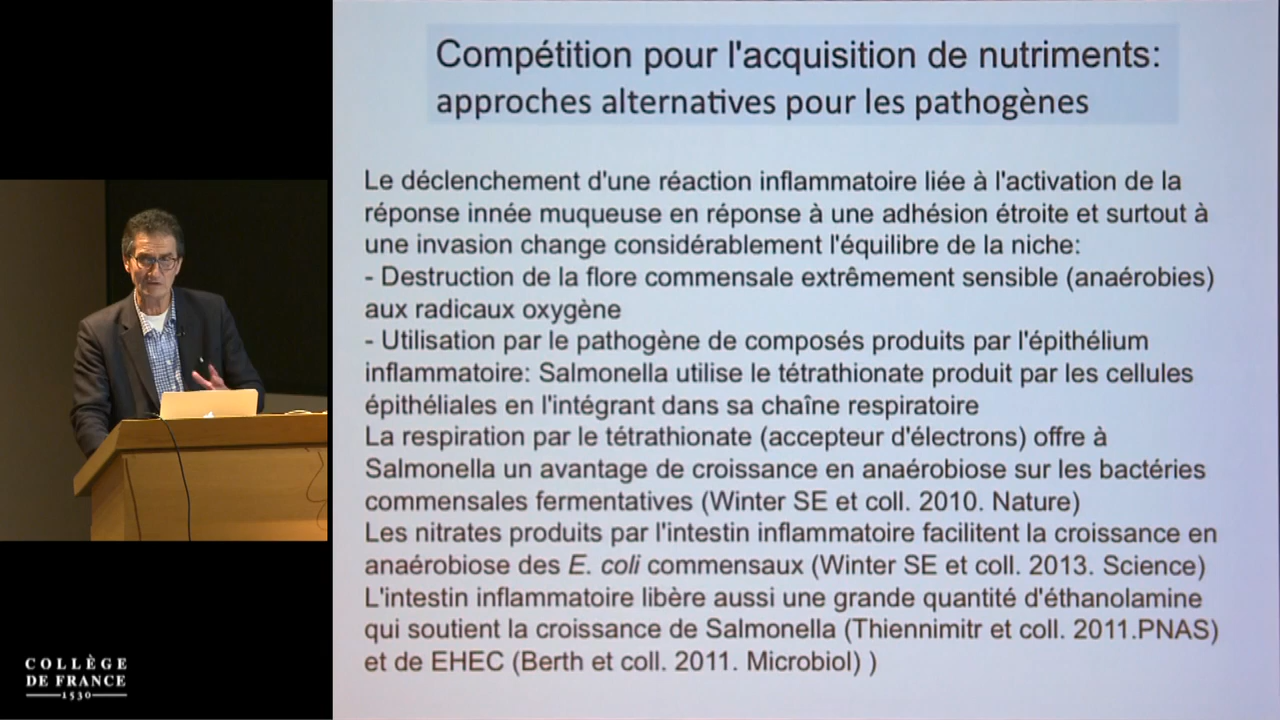 Compétition pour l'acquisition de nutriments:
approches alternatives pour les pathogènes
Le déclenchement d'une réaction inflammatoire liée à l'activation de la
réponse innée muqueuse en réponse à une adhésion étroite et surtout à
une invasion change considérablement l'équilibre de la niche:
- Destruction de la flore commensale extrêmement sensible (anaérobies)
aux radicaux oxygène
- Utilisation par le pathogène de composés produits par l'épithélium
inflammatoire: Salmonella utilise le tétrathionate produit par les cellules
épithéliales en l'intégrant dans sa chaîne respiratoire
La respiration par le tétrathionate (accepteur d'électrons) offre à
Salmonella un avantage de croissance en anaérobiose sur les bactéries
commensales fermentatives (Winter SE et coll. 2010. Nature)
Les nitrates produits par l'intestin inflammatoire facilitent la croissance en
anaérobiose des E. coli commensaux (Winter SE et coll. 2013. Science)
L'intestin inflammatoire libère aussi une grande quantité d'éthanolamine
qui soutient la croissance de Salmonella (Thiennimitr et coll. 2011.PNAS)
et de EHEC (Berth et coll. 2011. Microbiol) )
COLLÈGE
DE FRANCE
1530